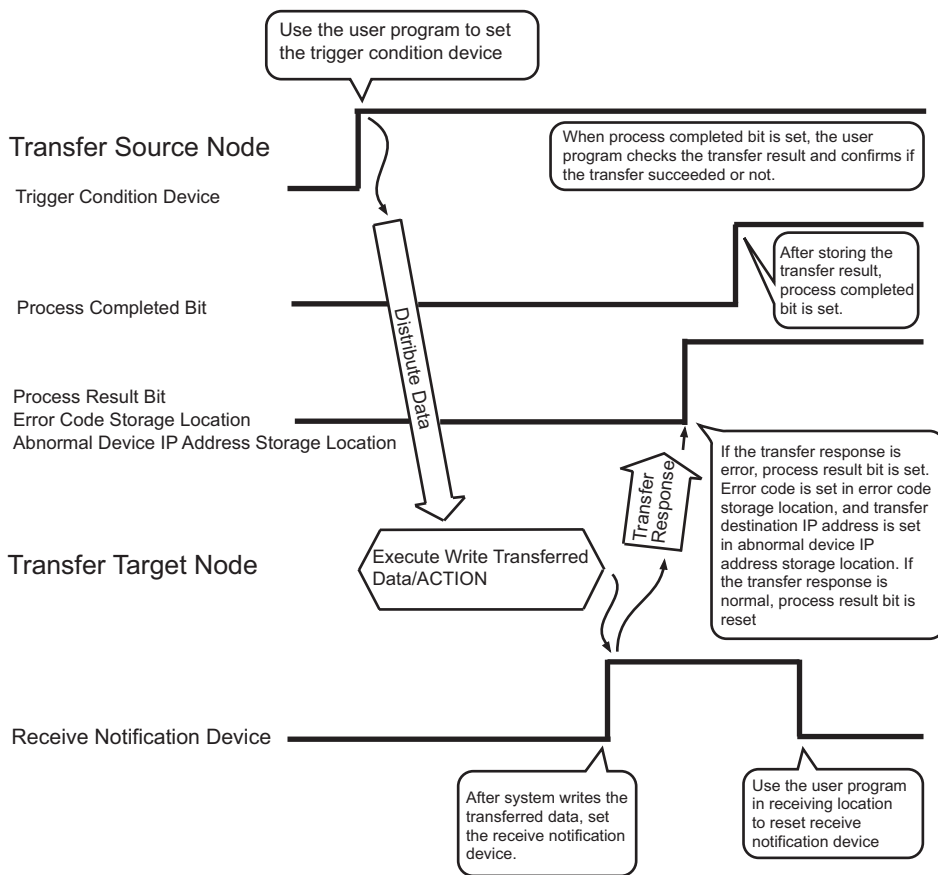 Use the user program to set
the trigger condition device
Transfer Source Node
When process completed bit is set, the user
program checks the transfer result and confirms if
the transfer succeeded or not.
Trigger Condition Device
After storing the
transfer result,
process completed
bit is set.
Process Completed Bit
Distribute Data
Process Result Bit
Error Code Storage Location
Abnormal Device IP Address Storage Location
If the transfer response is
error, process result bit is set.
Error code is set in error code
storage location, and transfer
destination IP address is set
in abnormal device IP
address storage location. If
the transfer response is
normal, process result bit is
reset
Transfer
Response
Transfer Target Node
Execute Write Transferred
Data/ACTION
Receive Notification Device
After system writes the
transferred data, set
the receive notification
device.
Use the user program
in receiving location
to reset receive
notification device